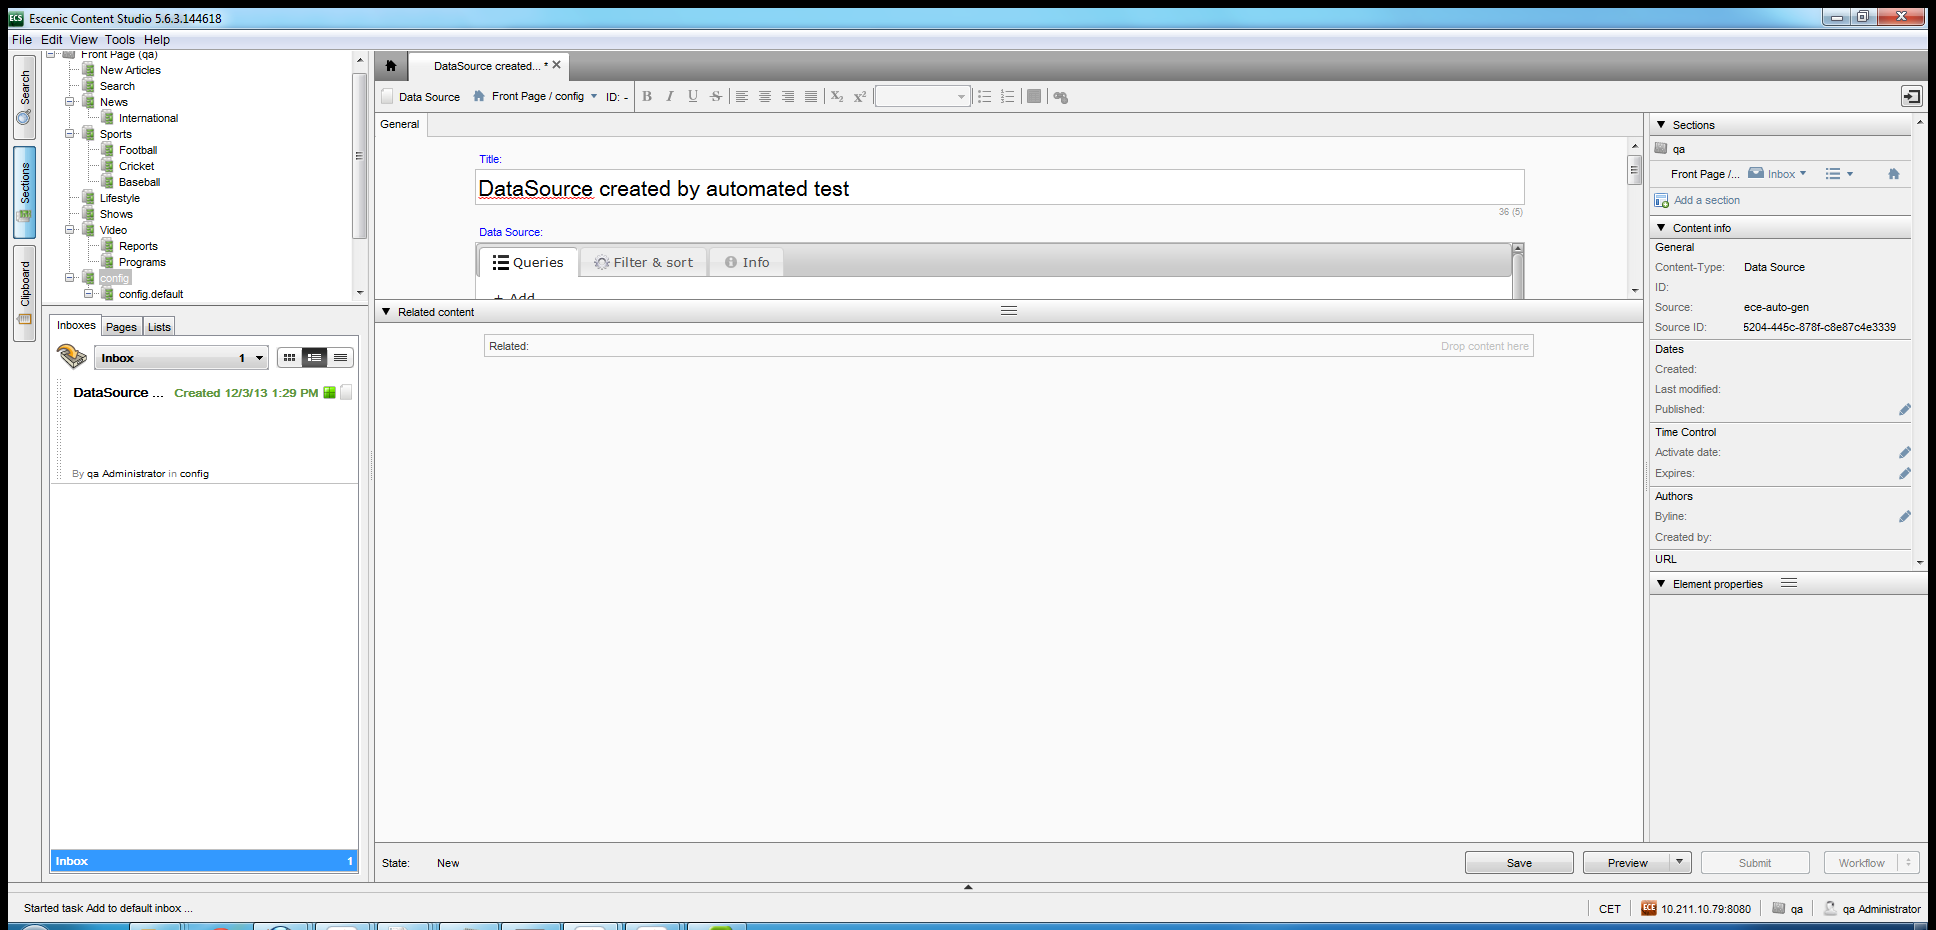 Escenic Content Studio 5.6.3.144618
File Edit View Tools Help
Search
Sections
Clipboard
Front Page (qa)
New Articles
Search
News
International
Sports
Football
Cricket
Baseball
Lifestyle
Shows
Video
Reports
Programs
config
config.default
Inboxes Pages Lists
Inbox 1
DataSource ... Created 12/3/13 1:29 PM
By qa Administrator in config
Inbox 1
DataSource created... *
Data Source Front Page / config ID: - B I U S X2 X2
General
Title:
DataSource created by automated test
36 (5)
Data Source:
Queries Filter & sort Info
+ Add
Related content
Related: Drop content here
State: New
Save Preview Submit Workflow
Sections
qa
Front Page /... Inbox
Add a section
Content info
General
Content-Type: Data Source
ID:
Source: ece-auto-gen
Source ID: 5204-445c-878f-c8e87c4e3339
Dates
Created:
Last modified:
Published:
Time Control
Activate date:
Expires:
Authors
Byline:
Created by:
URL
Element properties
Started task Add to default inbox ...
CET ECE 10.211.10.79:8080 qa qa Administrator